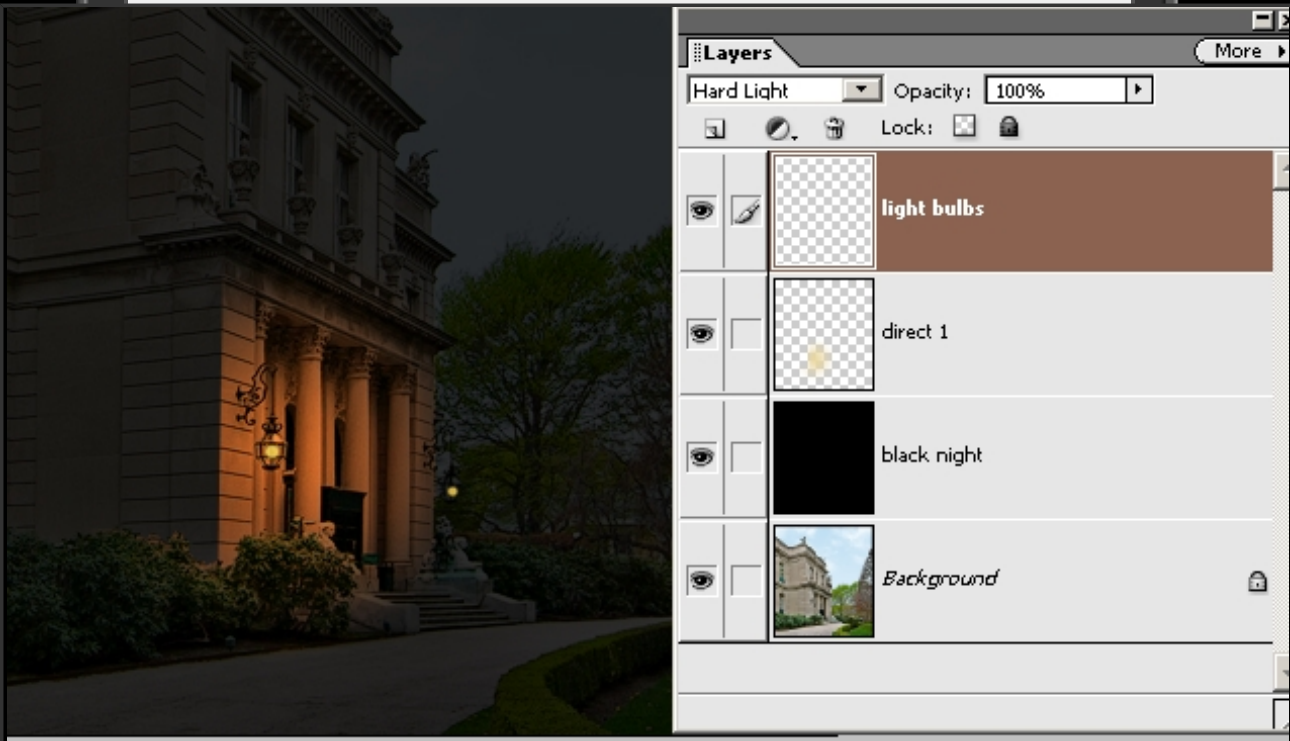 Layers
More
Hard Light
Opacity: 100%
Lock:
light bulbs
direct 1
black night
Background